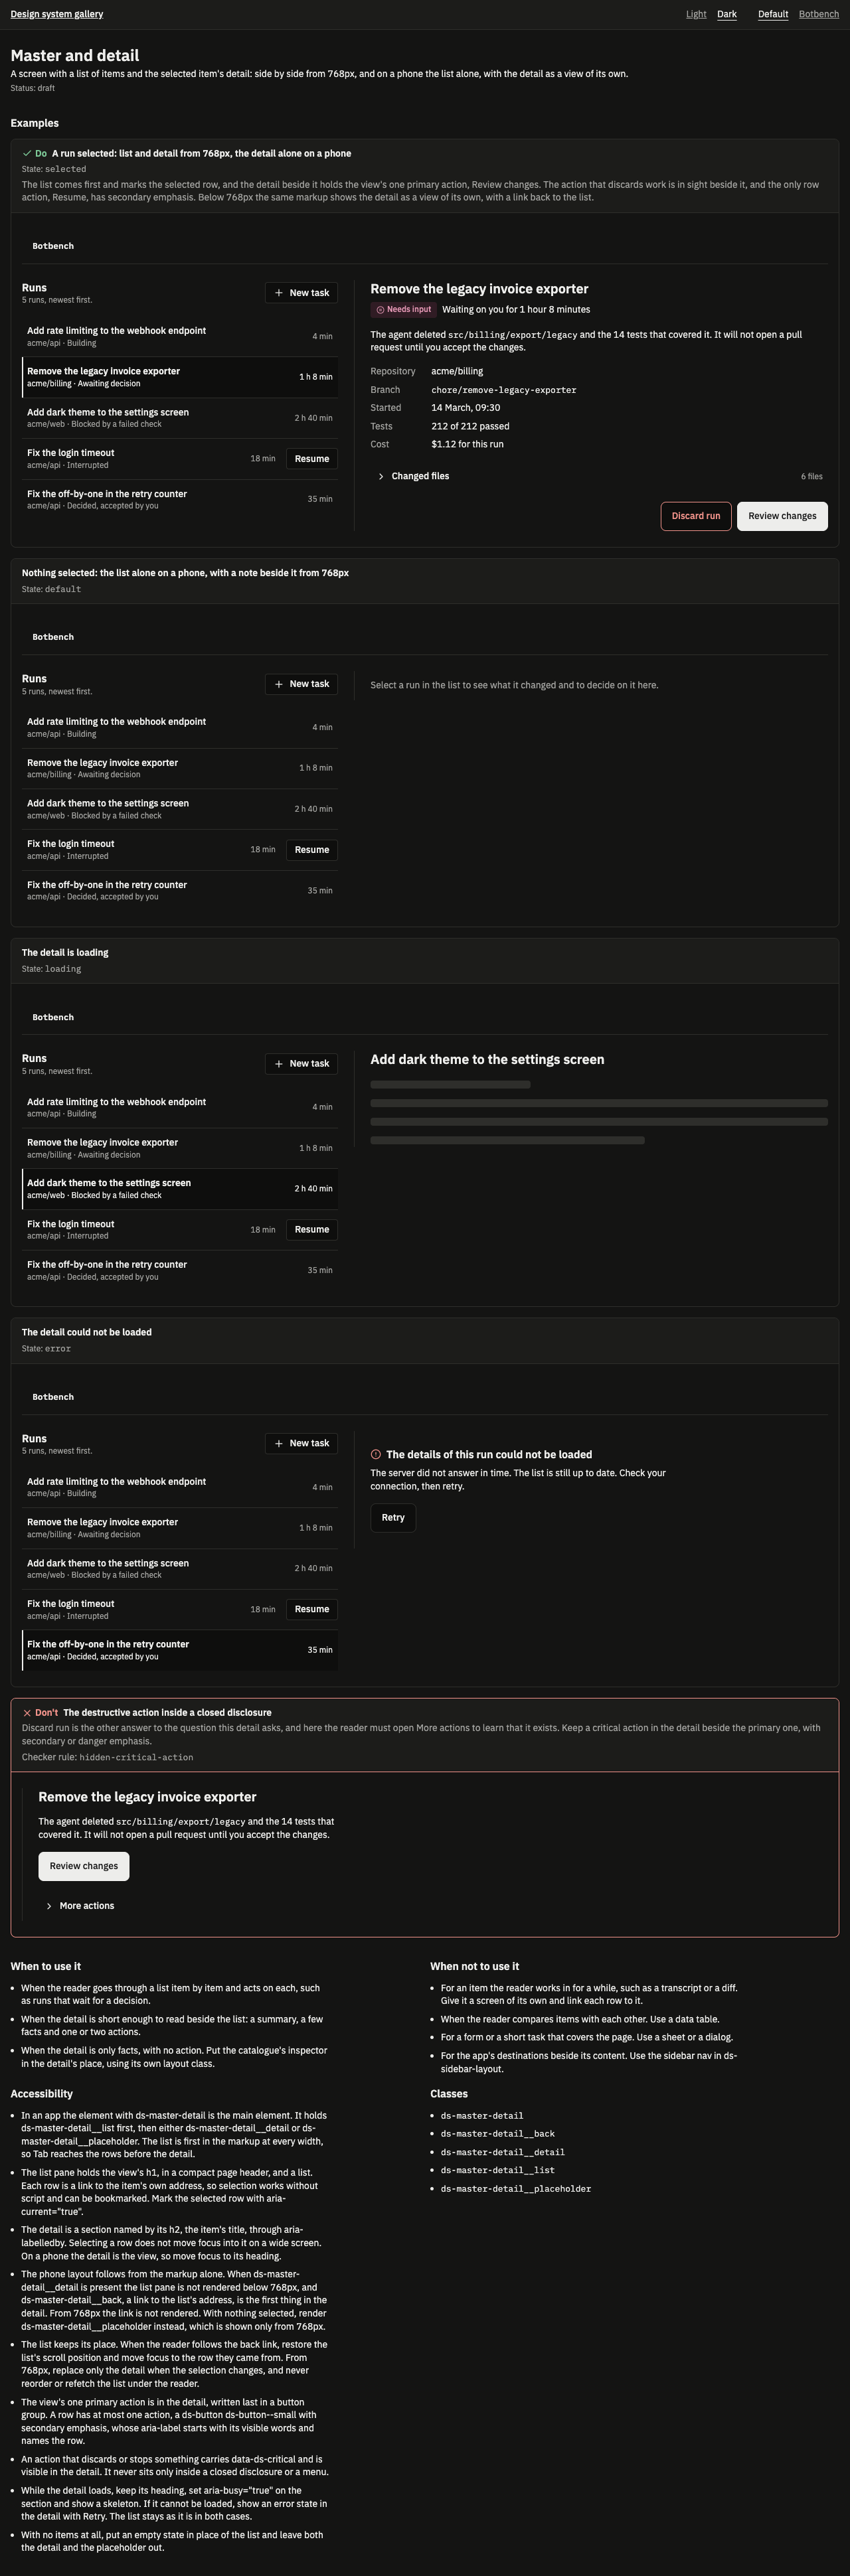 Design system gallery
Light Dark Default Botbench
Master and detail
A screen with a list of items and the selected item's detail: side by side from 768px, and on a phone the list alone, with the detail as a view of its own.
Status: draft
Examples
Do A run selected: list and detail from 768px, the detail alone on a phone
State: selected
The list comes first and marks the selected row, and the detail beside it holds the view's one primary action, Review changes. The action that discards work is in sight beside it, and the only row
action, Resume, has secondary emphasis. Below 768px the same markup shows the detail as a view of its own, with a link back to the list.
Botbench
Runs
5 runs, newest first.
New task
Add rate limiting to the webhook endpoint
acme/api · Building
4 min
Remove the legacy invoice exporter
acme/billing · Awaiting decision
1 h 8 min
Add dark theme to the settings screen
acme/web · Blocked by a failed check
2 h 40 min
Fix the login timeout
acme/api · Interrupted
18 min
Resume
Fix the off-by-one in the retry counter
acme/api · Decided, accepted by you
35 min
Remove the legacy invoice exporter
Needs input Waiting on you for 1 hour 8 minutes
The agent deleted src/billing/export/legacy and the 14 tests that covered it. It will not open a pull
request until you accept the changes.
Repository acme/billing
Branch chore/remove-legacy-exporter
Started 14 March, 09:30
Tests 212 of 212 passed
Cost $1.12 for this run
Changed files 6 files
Discard run Review changes
Nothing selected: the list alone on a phone, with a note beside it from 768px
State: default
Botbench
Runs
5 runs, newest first.
New task
Add rate limiting to the webhook endpoint
acme/api · Building
4 min
Remove the legacy invoice exporter
acme/billing · Awaiting decision
1 h 8 min
Add dark theme to the settings screen
acme/web · Blocked by a failed check
2 h 40 min
Fix the login timeout
acme/api · Interrupted
18 min
Resume
Fix the off-by-one in the retry counter
acme/api · Decided, accepted by you
35 min
Select a run in the list to see what it changed and to decide on it here.
The detail is loading
State: loading
Botbench
Runs
5 runs, newest first.
New task
Add rate limiting to the webhook endpoint
acme/api · Building
4 min
Remove the legacy invoice exporter
acme/billing · Awaiting decision
1 h 8 min
Add dark theme to the settings screen
acme/web · Blocked by a failed check
2 h 40 min
Fix the login timeout
acme/api · Interrupted
18 min
Resume
Fix the off-by-one in the retry counter
acme/api · Decided, accepted by you
35 min
Add dark theme to the settings screen
The detail could not be loaded
State: error
Botbench
Runs
5 runs, newest first.
New task
Add rate limiting to the webhook endpoint
acme/api · Building
4 min
Remove the legacy invoice exporter
acme/billing · Awaiting decision
1 h 8 min
Add dark theme to the settings screen
acme/web · Blocked by a failed check
2 h 40 min
Fix the login timeout
acme/api · Interrupted
18 min
Resume
Fix the off-by-one in the retry counter
acme/api · Decided, accepted by you
35 min
The details of this run could not be loaded
The server did not answer in time. The list is still up to date. Check your
connection, then retry.
Retry
Don't The destructive action inside a closed disclosure
Discard run is the other answer to the question this detail asks, and here the reader must open More actions to learn that it exists. Keep a critical action in the detail beside the primary one, with
secondary or danger emphasis.
Checker rule: hidden-critical-action
Remove the legacy invoice exporter
The agent deleted src/billing/export/legacy and the 14 tests that
covered it. It will not open a pull request until you accept the changes.
Review changes
More actions
When to use it
When the reader goes through a list item by item and acts on each, such
as runs that wait for a decision.
When the detail is short enough to read beside the list: a summary, a few
facts and one or two actions.
When the detail is only facts, with no action. Put the catalogue's inspector
in the detail's place, using its own layout class.
When not to use it
For an item the reader works in for a while, such as a transcript or a diff.
Give it a screen of its own and link each row to it.
When the reader compares items with each other. Use a data table.
For a form or a short task that covers the page. Use a sheet or a dialog.
For the app's destinations beside its content. Use the sidebar nav in ds-
sidebar-layout.
Accessibility
In an app the element with ds-master-detail is the main element. It holds
ds-master-detail__list first, then either ds-master-detail__detail or ds-
master-detail__placeholder. The list is first in the markup at every width,
so Tab reaches the rows before the detail.
The list pane holds the view's h1, in a compact page header, and a list.
Each row is a link to the item's own address, so selection works without
script and can be bookmarked. Mark the selected row with aria-
current="true".
The detail is a section named by its h2, the item's title, through aria-
labelledby. Selecting a row does not move focus into it on a wide screen.
On a phone the detail is the view, so move focus to its heading.
The phone layout follows from the markup alone. When ds-master-
detail__detail is present the list pane is not rendered below 768px, and
ds-master-detail__back, a link to the list's address, is the first thing in the
detail. From 768px the link is not rendered. With nothing selected, render
ds-master-detail__placeholder instead, which is shown only from 768px.
The list keeps its place. When the reader follows the back link, restore the
list's scroll position and move focus to the row they came from. From
768px, replace only the detail when the selection changes, and never
reorder or refetch the list under the reader.
The view's one primary action is in the detail, written last in a button
group. A row has at most one action, a ds-button ds-button--small with
secondary emphasis, whose aria-label starts with its visible words and
names the row.
An action that discards or stops something carries data-ds-critical and is
visible in the detail. It never sits only inside a closed disclosure or a menu.
While the detail loads, keep its heading, set aria-busy="true" on the
section and show a skeleton. If it cannot be loaded, show an error state in
the detail with Retry. The list stays as it is in both cases.
With no items at all, put an empty state in place of the list and leave both
the detail and the placeholder out.
Classes
ds-master-detail
ds-master-detail__back
ds-master-detail__detail
ds-master-detail__list
ds-master-detail__placeholder